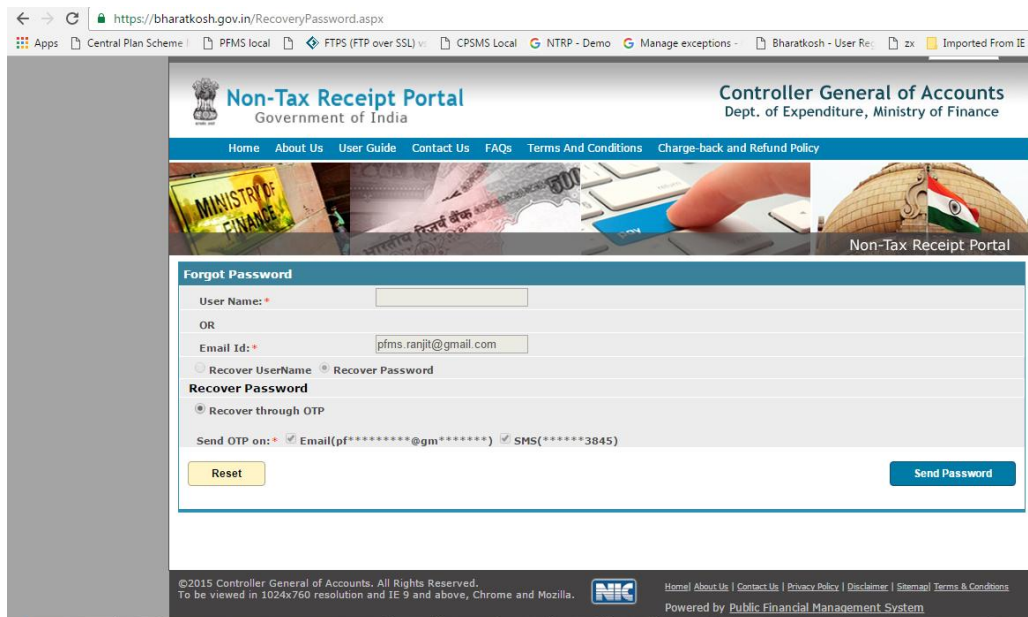 https://bharatkosh.gov.in/RecoveryPassword.aspx
Apps Central Plan Scheme PFMS local FTPS (FTP over SSL) v CPSMS Local NTRP - Demo Manage exceptions - Bharatkosh - User Re zx Imported From IE
Non-Tax Receipt Portal
Government of India
Controller General of Accounts
Dept. of Expenditure, Ministry of Finance
Home About Us User Guide Contact Us FAQs Terms And Conditions Charge-back and Refund Policy
MINISTRY OF
FINANCE
भारतीय रिज़र्व बैंक
500
pay
Non-Tax Receipt Portal
Forgot Password
User Name: *
OR
Email Id: * pfms.ranjit@gmail.com
Recover UserName Recover Password
Recover Password
Recover through OTP
Send OTP on: * Email(pf*********@gm*******) SMS(******3845)
Reset Send Password
©2015 Controller General of Accounts. All Rights Reserved.
To be viewed in 1024x760 resolution and IE 9 and above, Chrome and Mozilla.
NIC
Home| About Us | Contact Us | Privacy Policy | Disclaimer | Sitemap| Terms & Conditions
Powered by Public Financial Management System